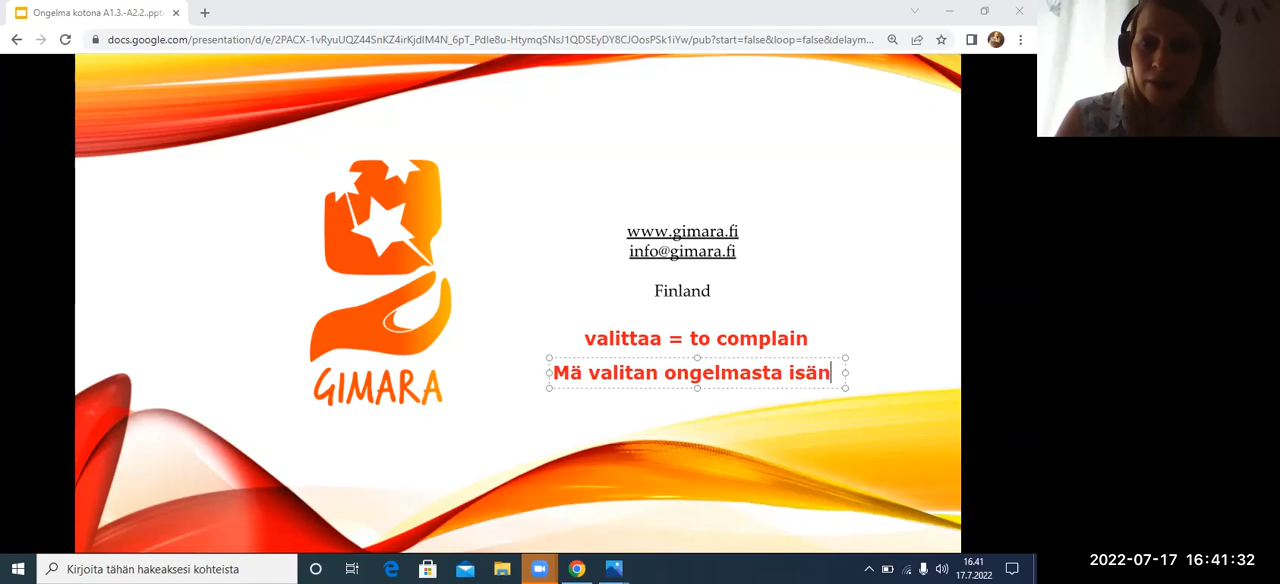 Ongelma kotona A1.3.-A2.2..ppt
docs.google.com/presentation/d/e/2PACX-1vRyuUQZ44SnKZ4irKjdIM4N_6pT_Pdle8u-HtymqSNsJ1QDSEyDY8CJOosPSk1iYw/pub?start=false&loop=false&delaym...
www.gimara.fi
info@gimara.fi
Finland
valittaa = to complain
Mä valitan ongelmasta isän
GIMARA
Kirjoita tähän hakeaksesi kohteista
16.41
17.7.2022
2022-07-17 16:41:32